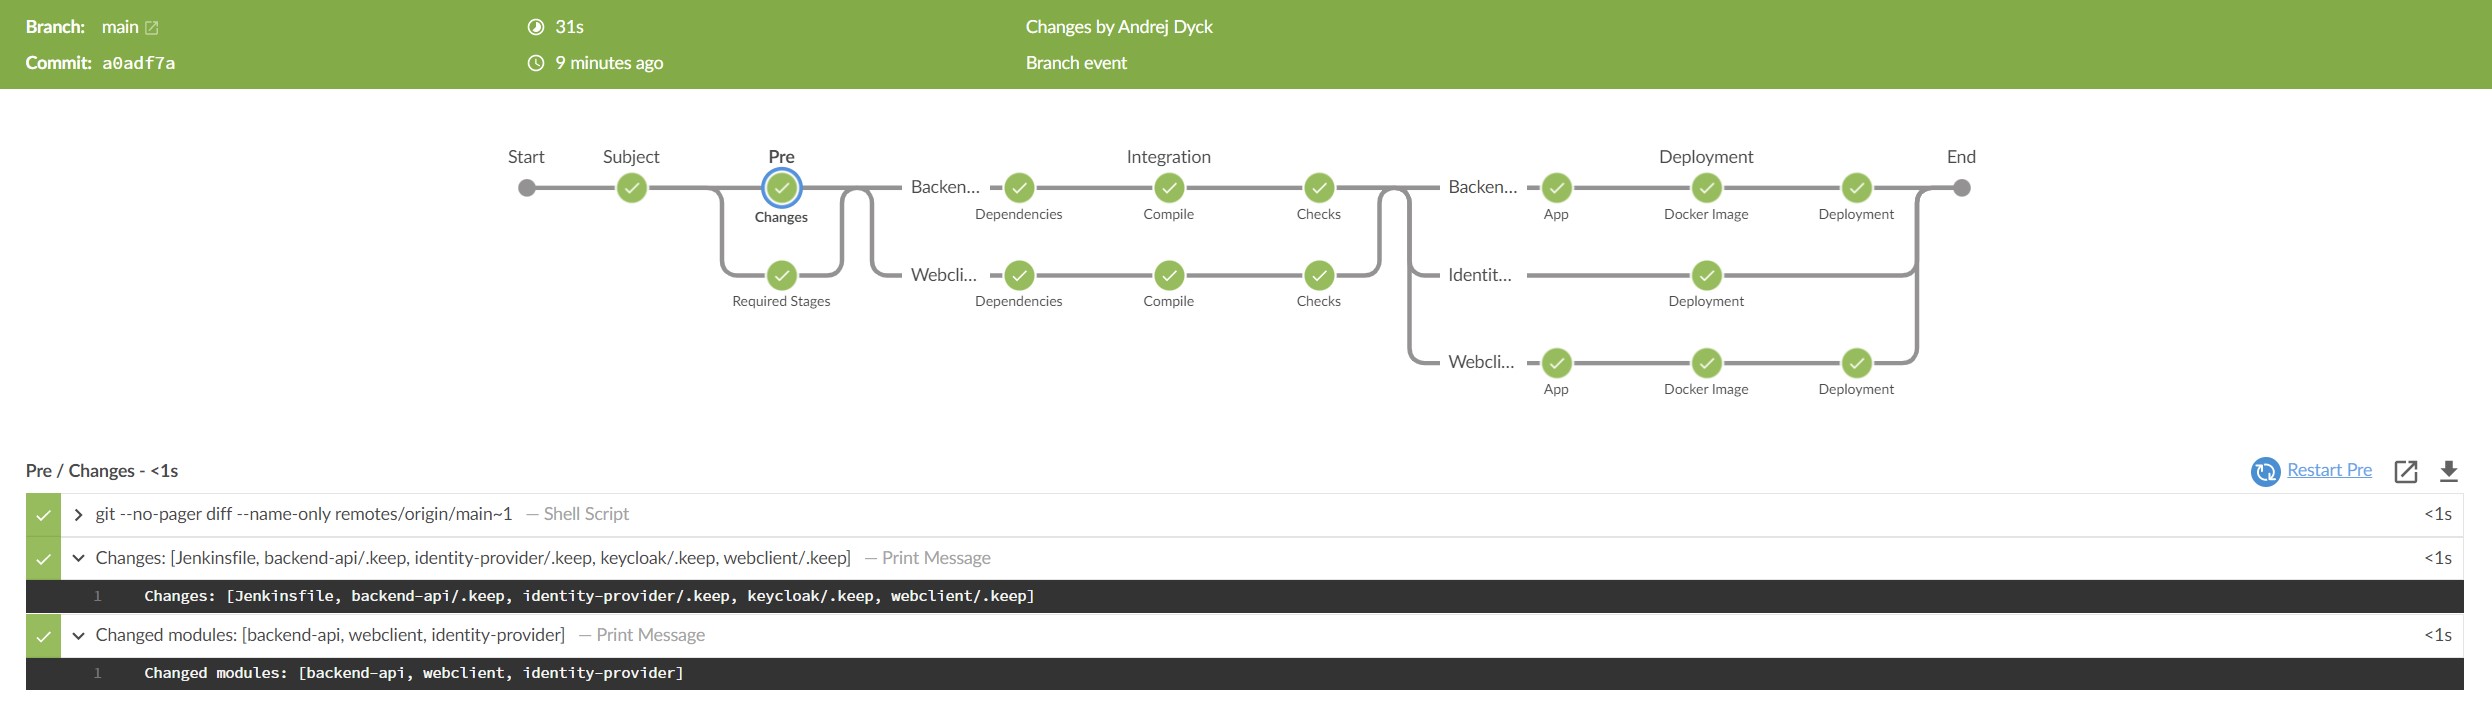 Branch: main
31s
Changes by Andrej Dyck
Commit: a0adf7a
9 minutes ago
Branch event
Start
Subject
Pre
Integration
Deployment
End
Backen...
Backen...
Changes
Dependencies
Compile
Checks
App
Docker Image
Deployment
Webcli...
Identit...
Required Stages
Dependencies
Compile
Checks
Deployment
Webcli...
App
Docker Image
Deployment
Pre / Changes - <1s
Restart Pre
git --no-pager diff --name-only remotes/origin/main~1 — Shell Script <1s
Changes: [Jenkinsfile, backend-api/.keep, identity-provider/.keep, keycloak/.keep, webclient/.keep] — Print Message <1s
1 Changes: [Jenkinsfile, backend-api/.keep, identity-provider/.keep, keycloak/.keep, webclient/.keep]
Changed modules: [backend-api, webclient, identity-provider] — Print Message <1s
1 Changed modules: [backend-api, webclient, identity-provider]